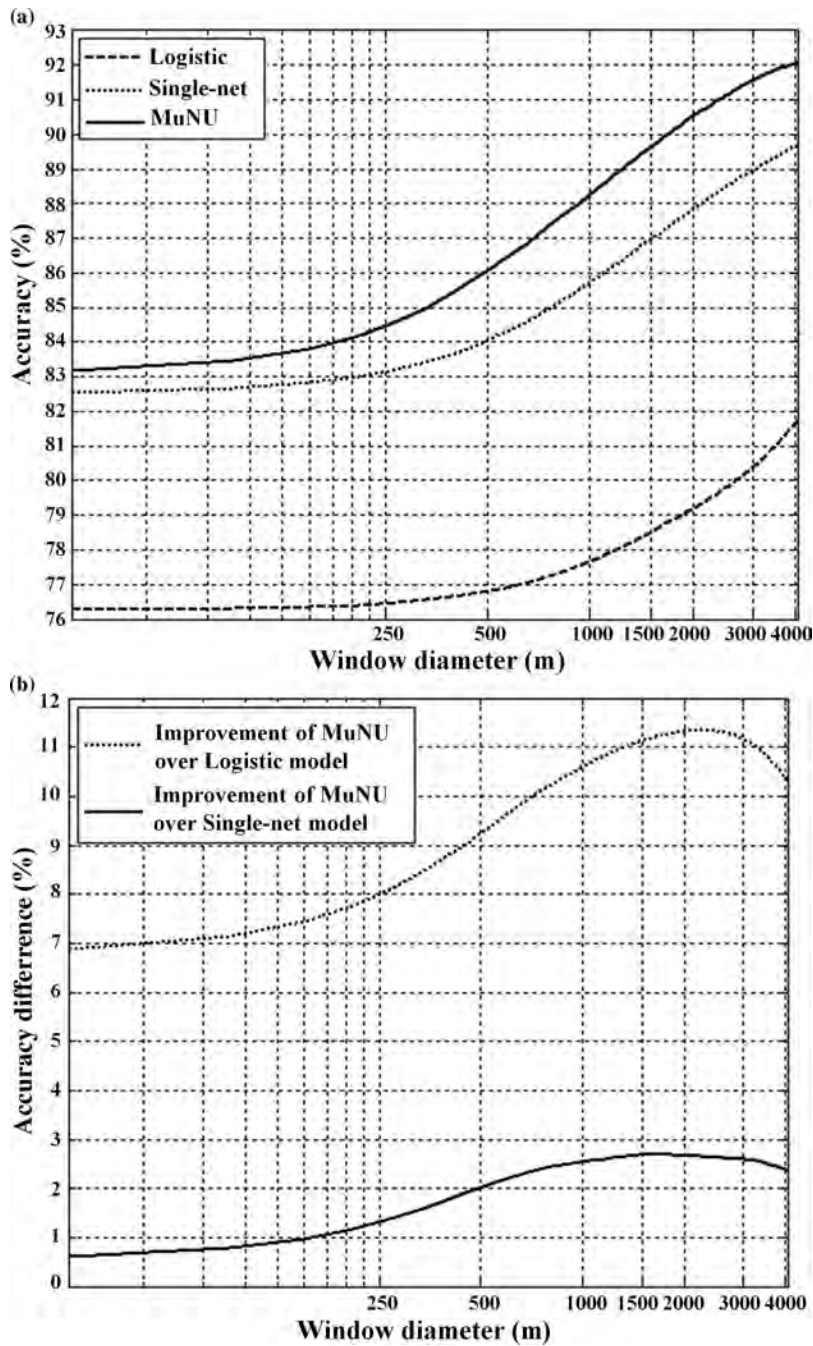 (a)
93
92
91
90
89
88
87
86
85
84
83
82
81
80
79
78
77
76
Accuracy (%)
Logistic
Single-net
MuNU
250 500 1000 1500 2000 3000 4000
Window diameter (m)
(b)
12
11
10
9
8
7
6
5
4
3
2
1
0
Accuracy differrence (%)
Improvement of MuNU
over Logistic model
Improvement of MuNU
over Single-net model
250 500 1000 1500 2000 3000 4000
Window diameter (m)